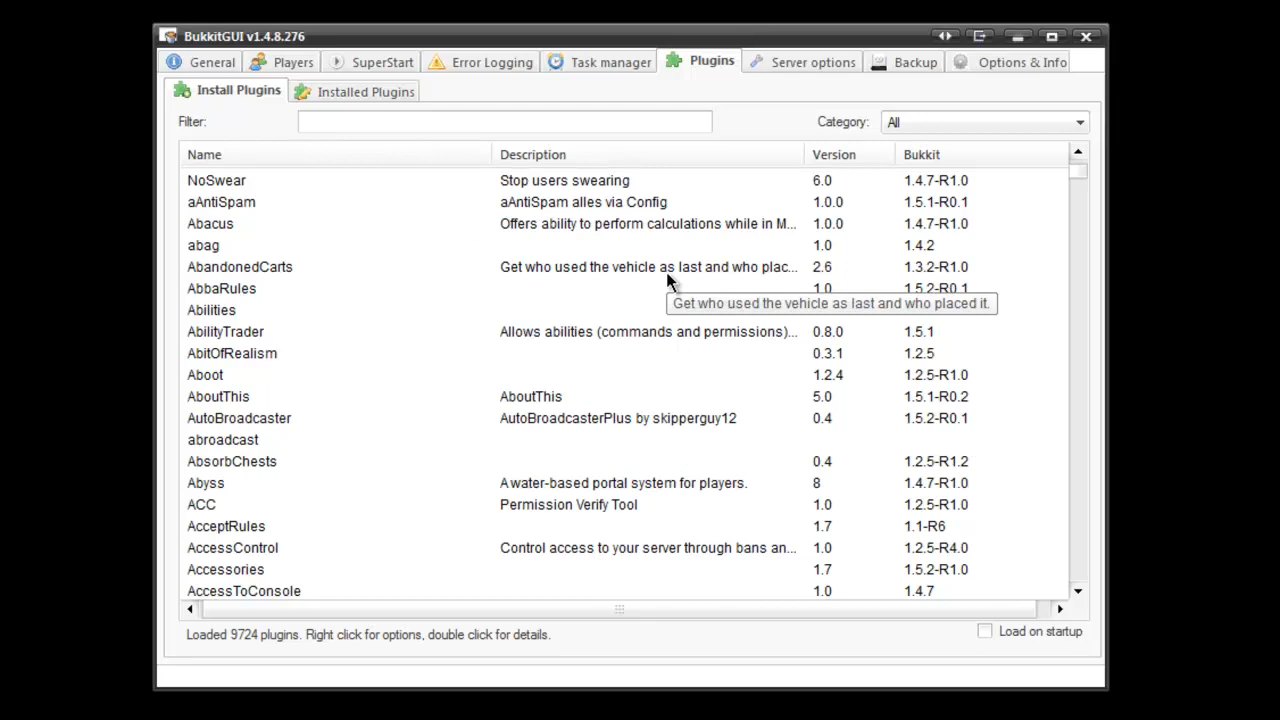 BukkitGUI v1.4.8.276
General Players SuperStart Error Logging Task manager Plugins Server options Backup Options & Info
Install Plugins Installed Plugins
Filter: Category: All
Name Description Version Bukkit
NoSwear Stop users swearing 6.0 1.4.7-R1.0
aAntiSpam aAntiSpam alles via Config 1.0.0 1.5.1-R0.1
Abacus Offers ability to perform calculations while in M... 1.0.0 1.4.7-R1.0
abag 1.0 1.4.2
AbandonedCarts Get who used the vehicle as last and who plac... 2.6 1.3.2-R1.0
AbbaRules 1.0 1.5.2-R0.1
Get who used the vehicle as last and who placed it.
Abilities
AbilityTrader Allows abilities (commands and permissions)... 0.8.0 1.5.1
AbitOfRealism 0.3.1 1.2.5
Aboot 1.2.4 1.2.5-R1.0
AboutThis AboutThis 5.0 1.5.1-R0.2
AutoBroadcaster AutoBroadcasterPlus by skipperguy12 0.4 1.5.2-R0.1
abroadcast
AbsorbChests 0.4 1.2.5-R1.2
Abyss A water-based portal system for players. 8 1.4.7-R1.0
ACC Permission Verify Tool 1.0 1.2.5-R1.0
AcceptRules 1.7 1.1-R6
AccessControl Control access to your server through bans an... 1.0 1.2.5-R4.0
Accessories 1.7 1.5.2-R1.0
AccessToConsole 1.0 1.4.7
Loaded 9724 plugins. Right click for options, double click for details. Load on startup